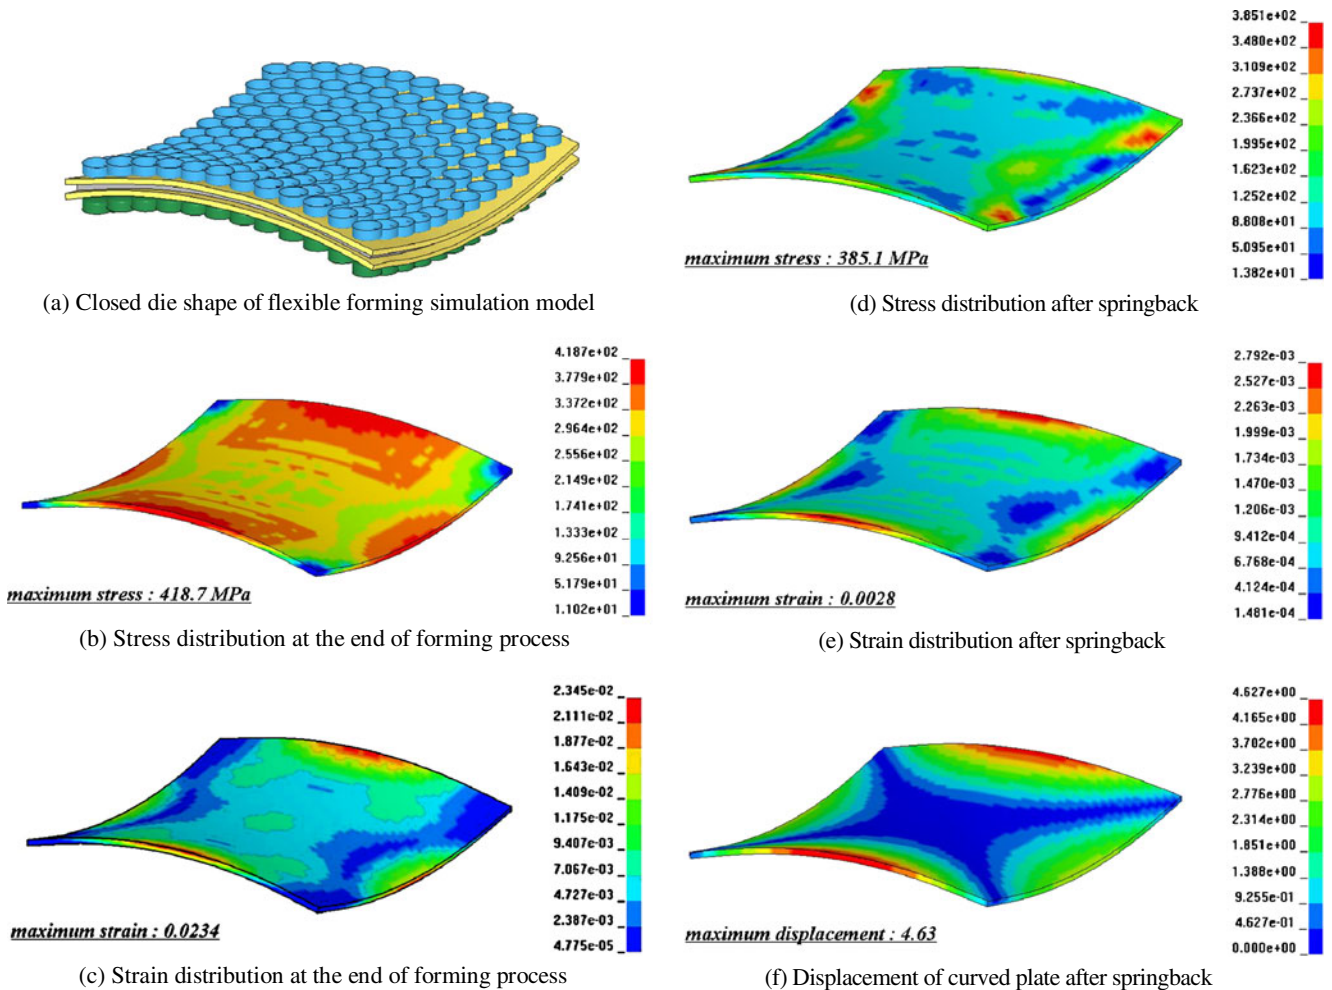 (a) Closed die shape of flexible forming simulation model
4.187e+02
3.779e+02
3.372e+02
2.964e+02
2.556e+02
2.149e+02
1.741e+02
1.333e+02
9.256e+01
5.179e+01
1.102e+01
maximum stress : 418.7 MPa
(b) Stress distribution at the end of forming process
2.345e-02
2.111e-02
1.877e-02
1.643e-02
1.409e-02
1.175e-02
9.407e-03
7.067e-03
4.727e-03
2.387e-03
4.775e-05
maximum strain : 0.0234
(c) Strain distribution at the end of forming process
3.851e+02
3.480e+02
3.109e+02
2.737e+02
2.366e+02
1.995e+02
1.623e+02
1.252e+02
8.808e+01
5.095e+01
1.382e+01
maximum stress : 385.1 MPa
(d) Stress distribution after springback
2.792e-03
2.527e-03
2.263e-03
1.999e-03
1.734e-03
1.470e-03
1.206e-03
9.412e-04
6.768e-04
4.124e-04
1.481e-04
maximum strain : 0.0028
(e) Strain distribution after springback
4.627e+00
4.165e+00
3.702e+00
3.239e+00
2.776e+00
2.314e+00
1.851e+00
1.388e+00
9.255e-01
4.627e-01
0.000e+00
maximum displacement : 4.63
(f) Displacement of curved plate after springback